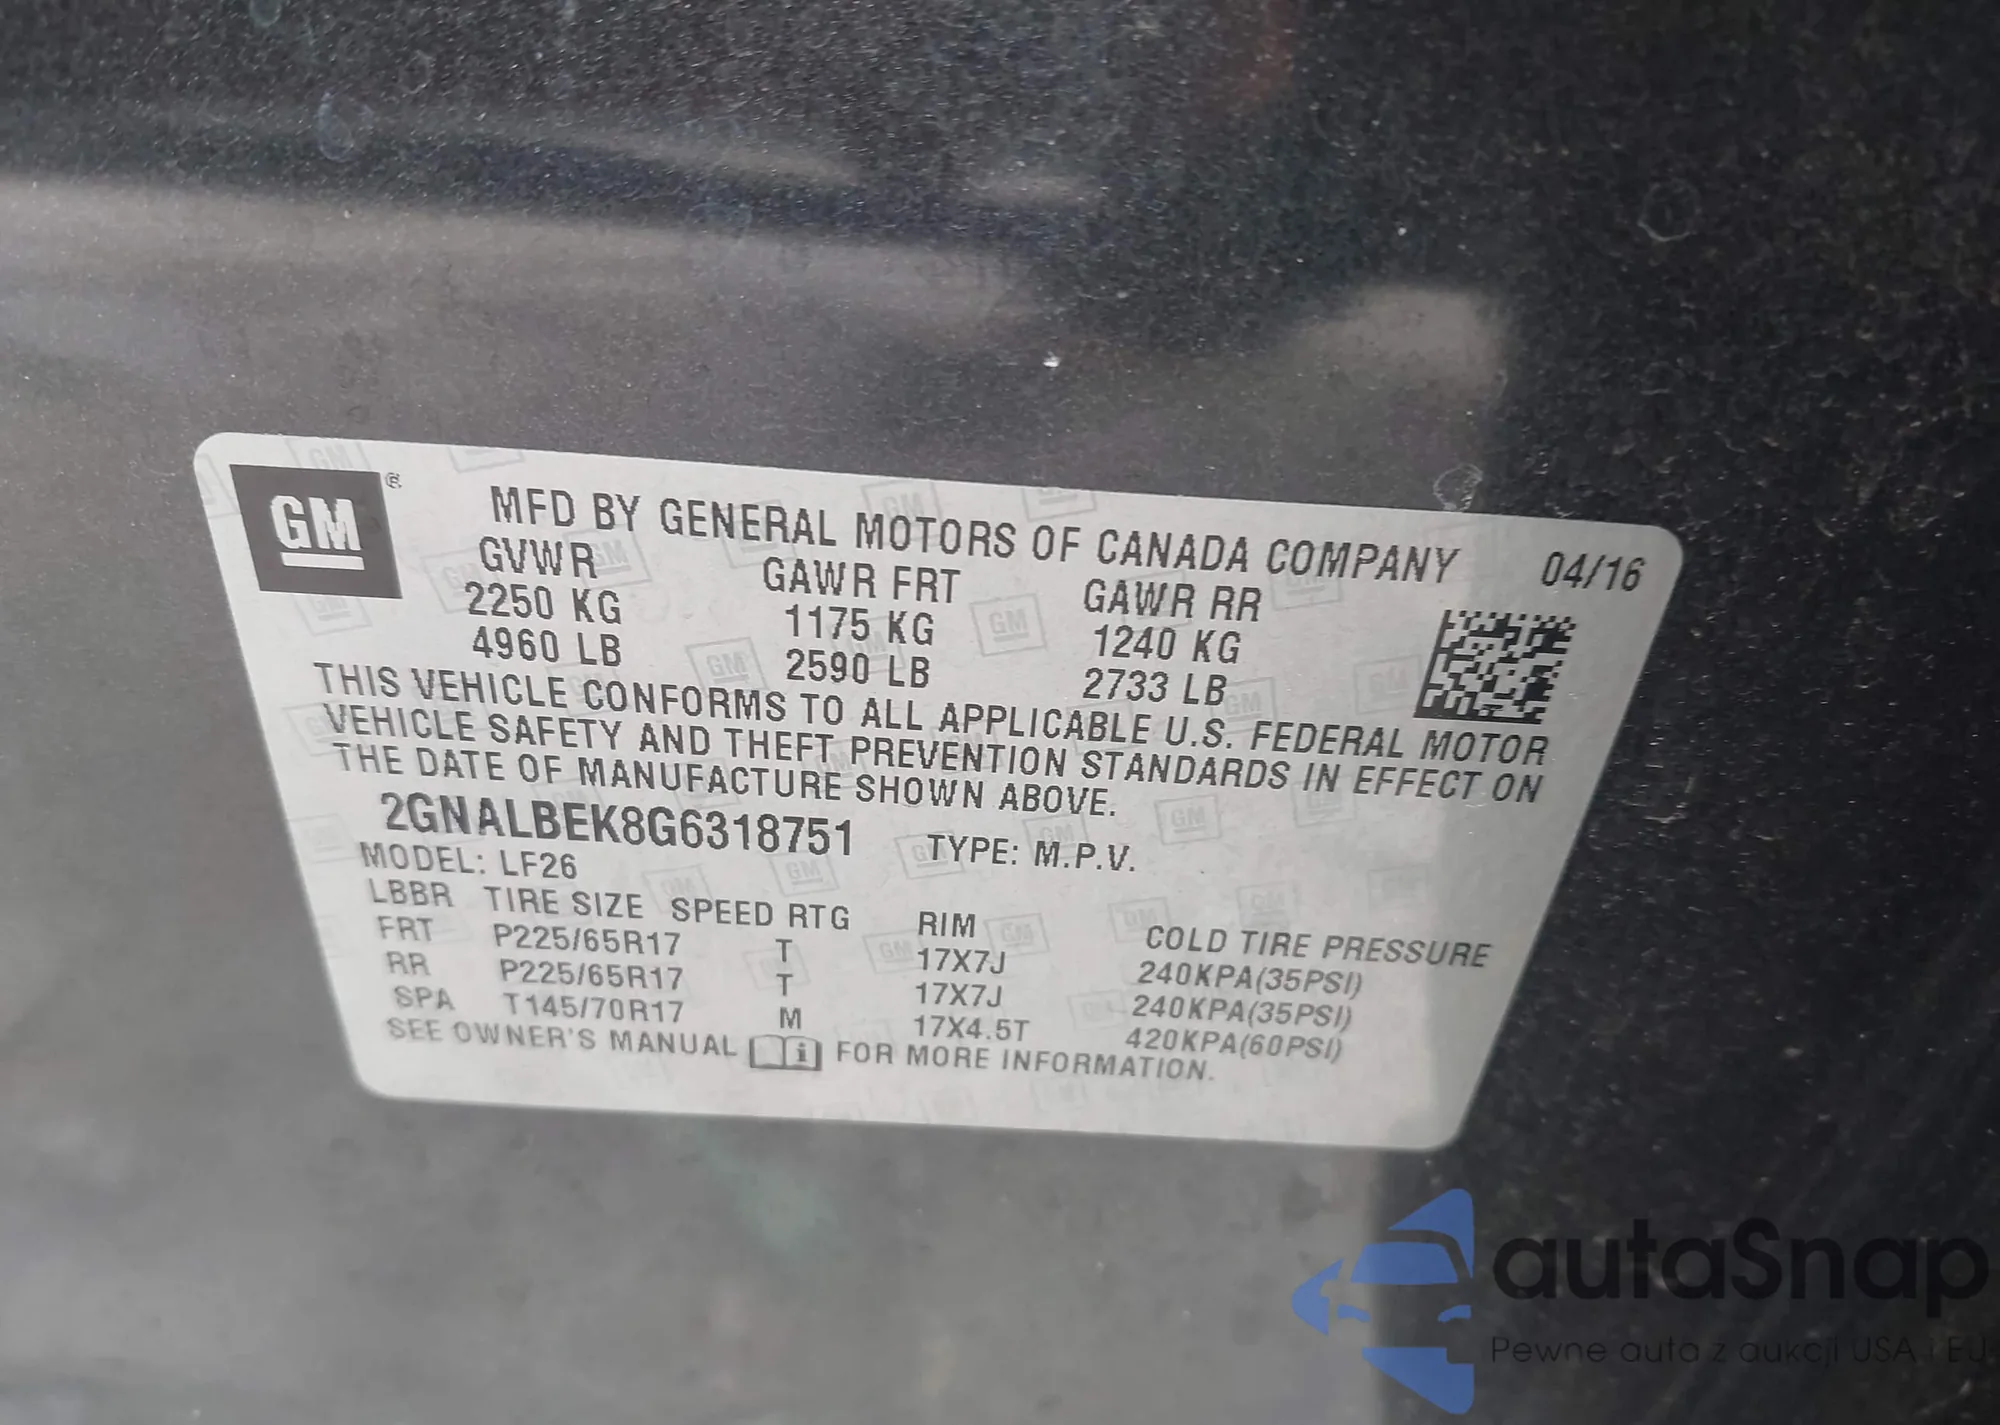 GM ®
MFD BY GENERAL MOTORS OF CANADA COMPANY 04/16
GVWR GAWR FRT GAWR RR
2250 KG 1175 KG 1240 KG
4960 LB 2590 LB 2733 LB
THIS VEHICLE CONFORMS TO ALL APPLICABLE U.S. FEDERAL MOTOR
VEHICLE SAFETY AND THEFT PREVENTION STANDARDS IN EFFECT ON
THE DATE OF MANUFACTURE SHOWN ABOVE.
2GNALBEK8G6318751 TYPE: M.P.V.
MODEL: LF26
LBBR TIRE SIZE SPEED RTG RIM COLD TIRE PRESSURE
FRT P225/65R17 T 17X7J 240KPA(35PSI)
RR P225/65R17 T 17X7J 240KPA(35PSI)
SPA T145/70R17 M 17X4.5T 420KPA(60PSI)
SEE OWNER'S MANUAL i FOR MORE INFORMATION.
autaSnap
Pewne auta z aukcji USA i EU